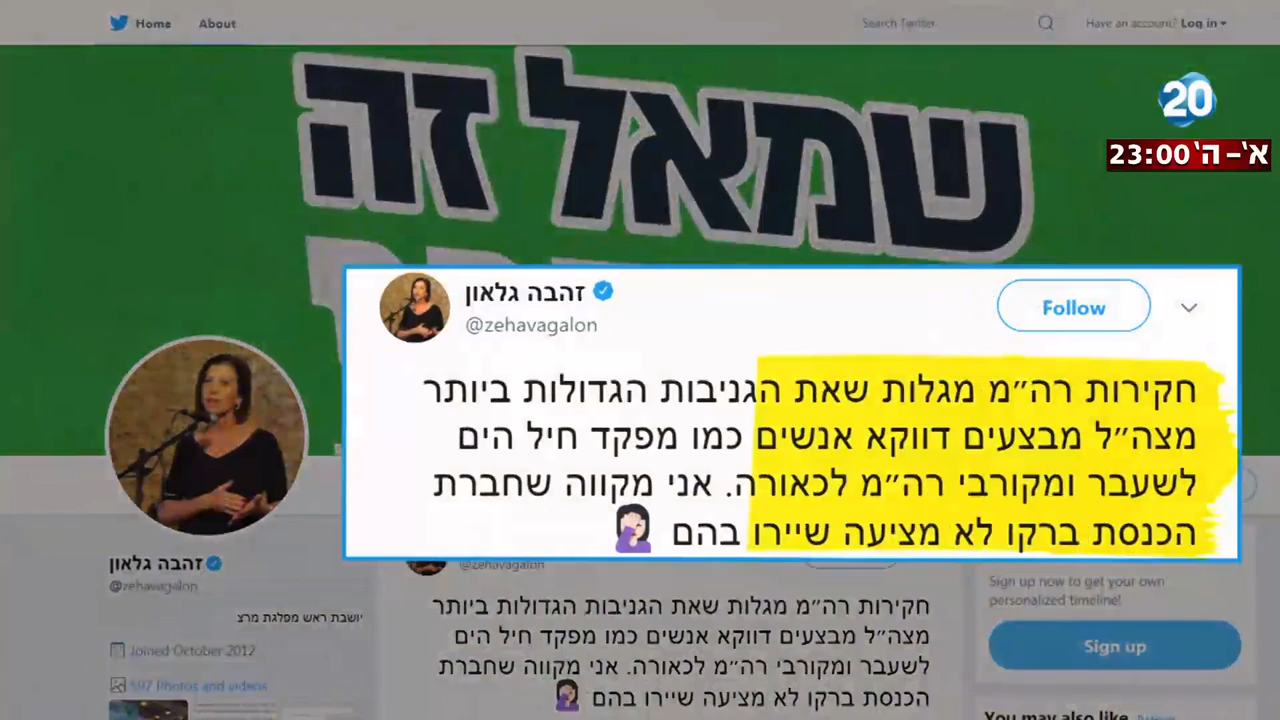 Home About Search Twitter Have an account? Log in
20
א'-ה' 23:00
שמאל זה
זהבה גלאון
@zehavagalon
Follow
חקירות רה״מ מגלות שאת הגניבות הגדולות ביותר
מצה״ל מבצעים דווקא אנשים כמו מפקד חיל הים
לשעבר ומקורבי רה״מ לכאורה. אני מקווה שחברת
הכנסת ברקו לא מציעה שיירו בהם 🤦🏻‍♀️
זהבה גלאון
@zehavagalon
יושבת ראש מפלגת מרצ
Joined October 2012
597 Photos and videos
@zehavagalon
חקירות רה״מ מגלות שאת הגניבות הגדולות ביותר
מצה״ל מבצעים דווקא אנשים כמו מפקד חיל הים
לשעבר ומקורבי רה״מ לכאורה. אני מקווה שחברת
הכנסת ברקו לא מציעה שיירו בהם 🤦🏻‍♀️
Sign up now to get your own
personalized timeline!
Sign up
You may also like